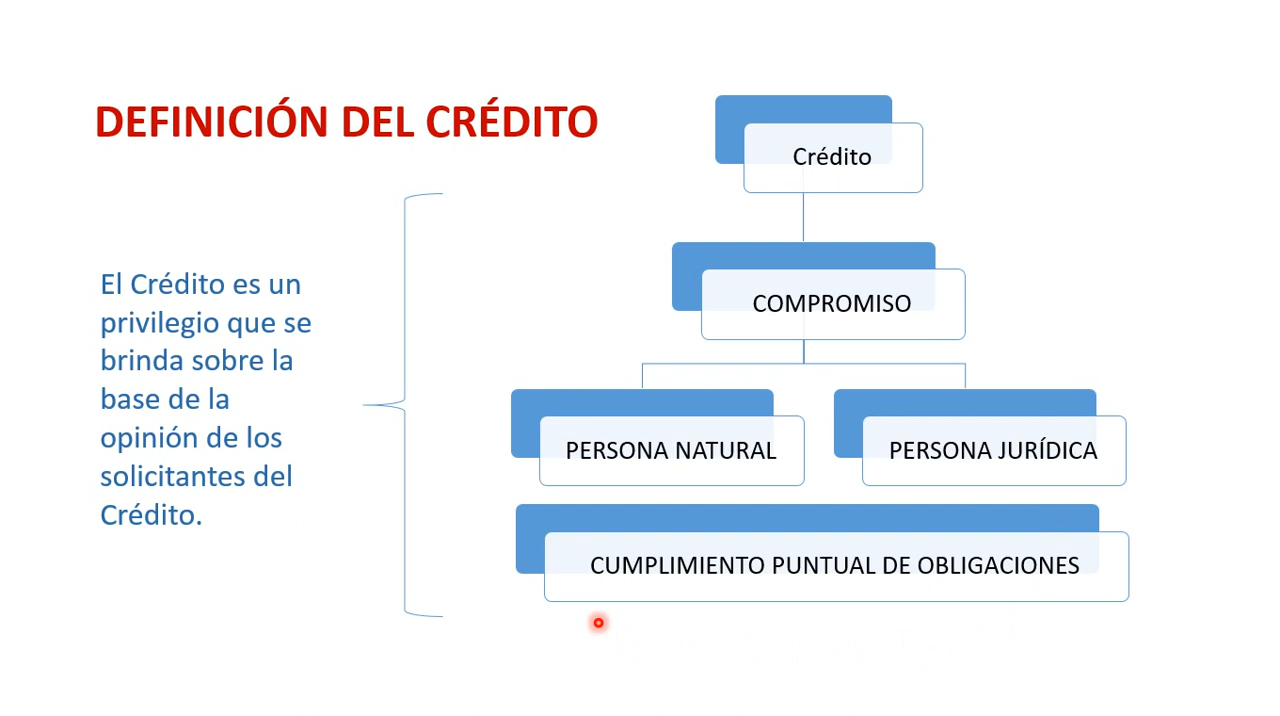 DEFINICIÓN DEL CRÉDITO
El Crédito es un
privilegio que se
brinda sobre la
base de la
opinión de los
solicitantes del
Crédito.
Crédito
COMPROMISO
PERSONA NATURAL
PERSONA JURÍDICA
CUMPLIMIENTO PUNTUAL DE OBLIGACIONES